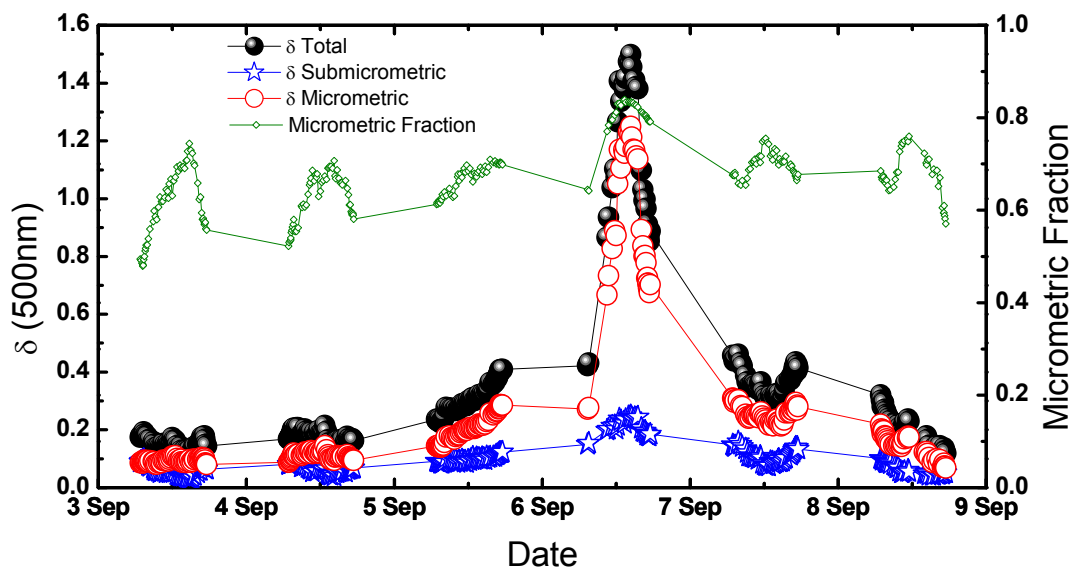 δ Total
δ Submicrometric
δ Micrometric
Micrometric Fraction
1.6
1.4
1.2
1.0
0.8
0.6
0.4
0.2
0.0
δ (500nm)
1.0
0.8
0.6
0.4
0.2
0.0
Micrometric Fraction
3 Sep 4 Sep 5 Sep 6 Sep 7 Sep 8 Sep 9 Sep
Date